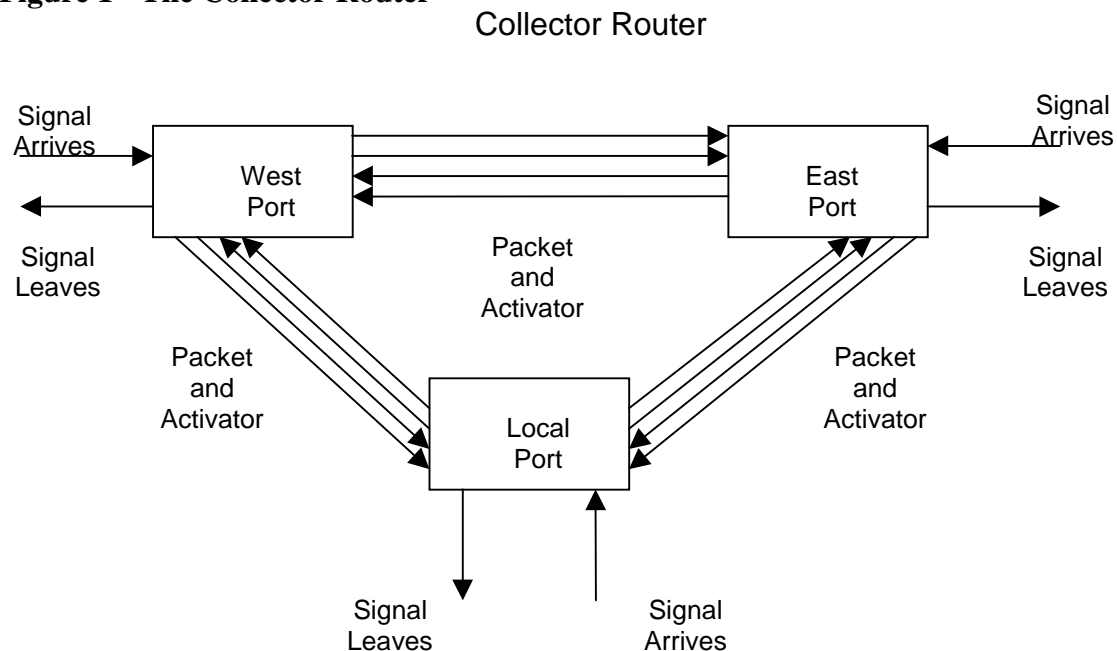 Figure 1 - The Collector Router
Collector Router
Signal
Arrives
Signal
Arrives
West
Port
East
Port
Signal
Leaves
Packet
and
Activator
Signal
Leaves
Packet
and
Activator
Packet
and
Activator
Local
Port
Signal
Leaves
Signal
Arrives